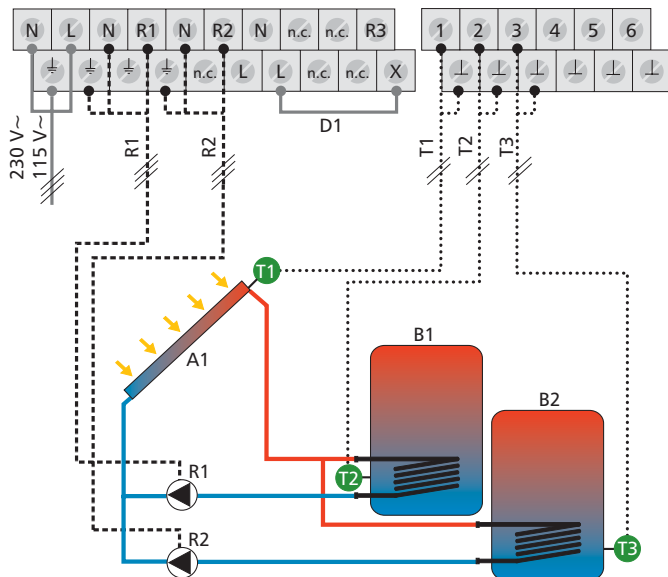 N L N R1 N R2 N n.c. n.c. R3
1 2 3 4 5 6
n.c. L L n.c. n.c. X
D1
230 V~
115 V~
R1
R2
T1
T2
T3
T1
A1
B1
B2
R1
T2
R2
T3